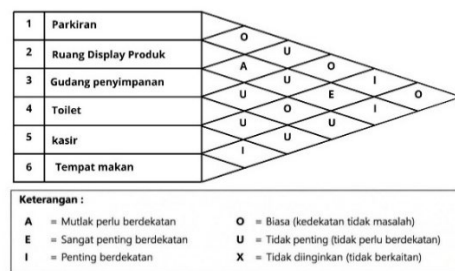 1 Parkiran
2 Ruang Display Produk
3 Gudang penyimpanan
4 Toilet
5 kasir
6 Tempat makan
O
U
A O
U I
U E O
O I
U U
U
I
Keterangan :
A = Mutlak perlu berdekatan O = Biasa (kedekatan tidak masalah)
E = Sangat penting berdekatan U = Tidak penting (tidak perlu berdekatan)
I = Penting berdekatan X = Tidak diinginkan (tidak berkaitan)